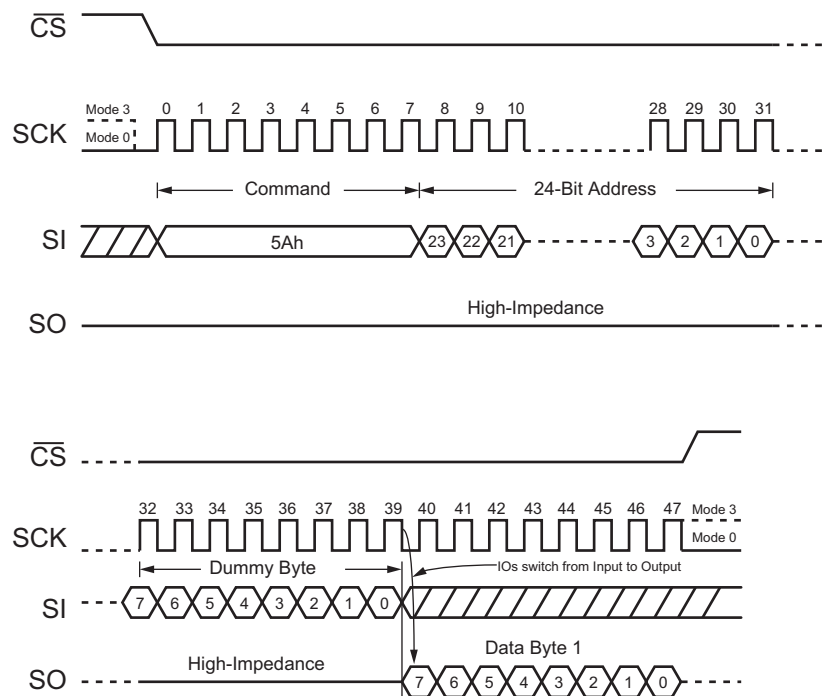 CS
Mode 3 0 1 2 3 4 5 6 7 8 9 10 28 29 30 31
SCK
Mode 0
Command 24-Bit Address
SI 5Ah 23 22 21 3 2 1 0
High-Impedance
SO
CS
32 33 34 35 36 37 38 39 40 41 42 43 44 45 46 47 Mode 3
SCK
Mode 0
Dummy Byte IOs switch from Input to Output
SI 7 6 5 4 3 2 1 0
High-Impedance Data Byte 1
SO 7 6 5 4 3 2 1 0